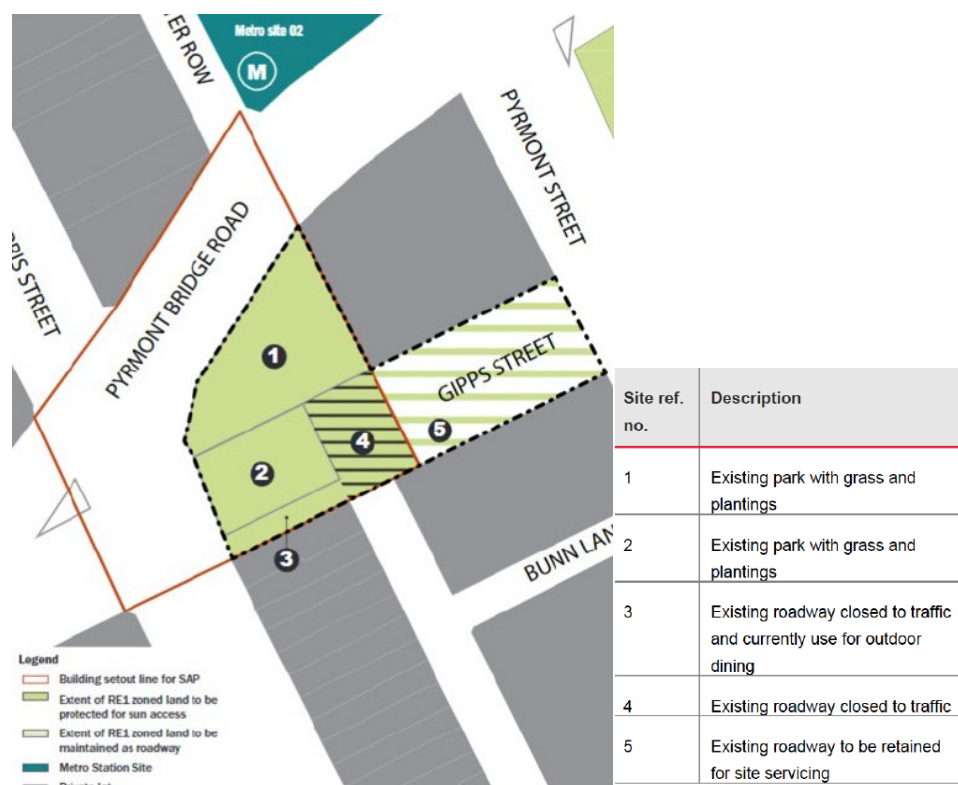 Metro site 02
M
ER ROW
PYRMONT STREET
PYRMONT BRIDGE ROAD
RIS STREET
1
GIPPS STREET
5
4
2
3
BUNN LAN
Legend
Building setout line for SAP
Extent of RE1 zoned land to be
protected for sun access
Extent of RE1 zoned land to be
maintained as roadway
Metro Station Site
Site ref. Description
no.
1 Existing park with grass and
plantings
2 Existing park with grass and
plantings
3 Existing roadway closed to traffic
and currently use for outdoor
dining
4 Existing roadway closed to traffic
5 Existing roadway to be retained
for site servicing